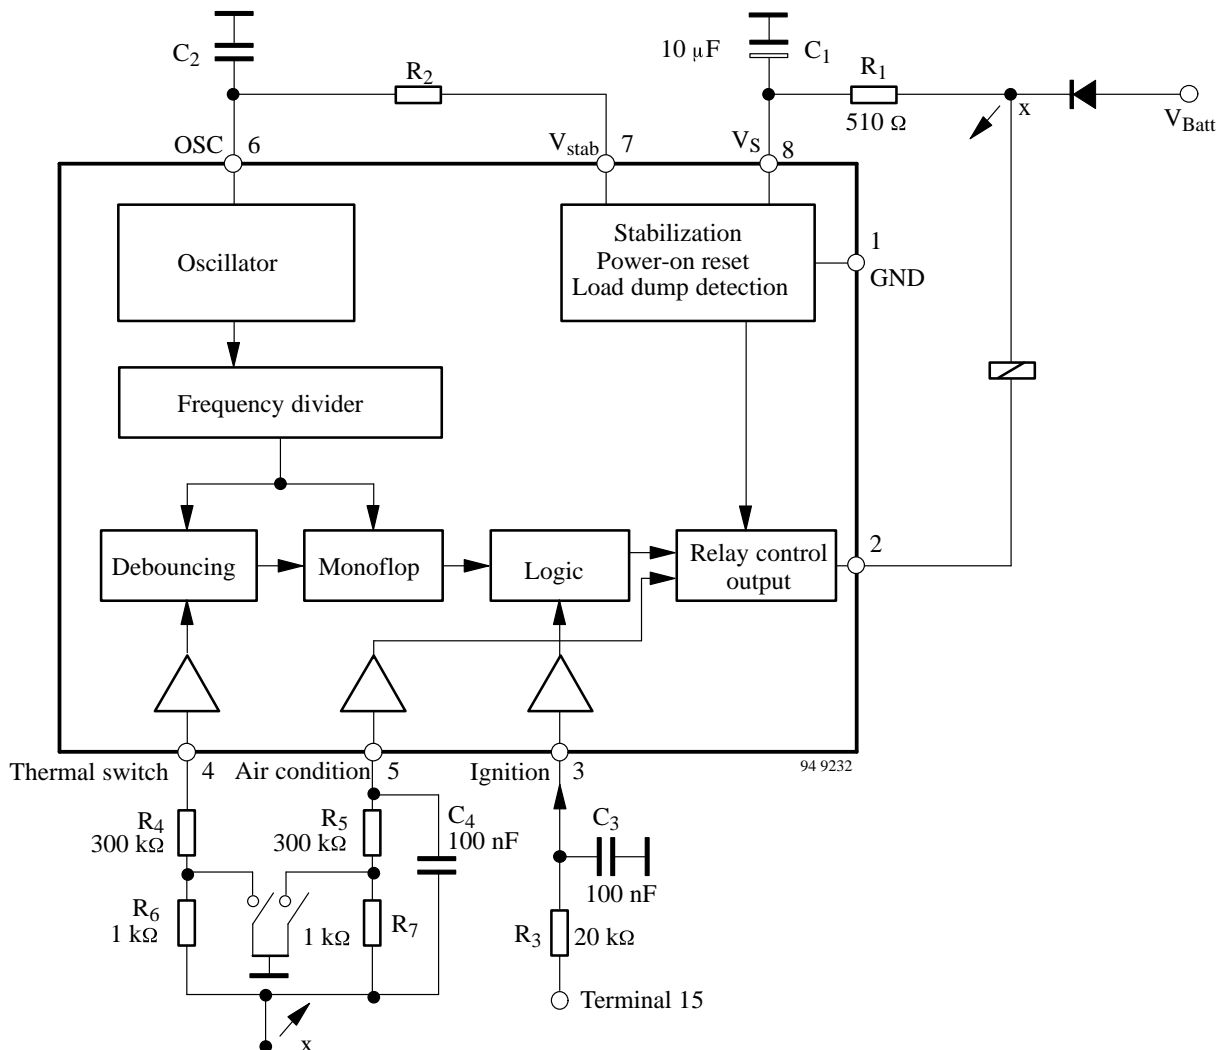 C2
10 µF
C1
R2
R1
510 Ω
x
VBatt
OSC
6
Vstab
7
VS
8
Oscillator
Stabilization
Power-on reset
Load dump detection
1
GND
Frequency divider
Debouncing
Monoflop
Logic
Relay control
output
2
Thermal switch
4
Air condition
5
Ignition
3
94 9232
R4
300 kΩ
R5
300 kΩ
C4
100 nF
C3
100 nF
R6
1 kΩ
1 kΩ
R7
R3
20 kΩ
Terminal 15
x